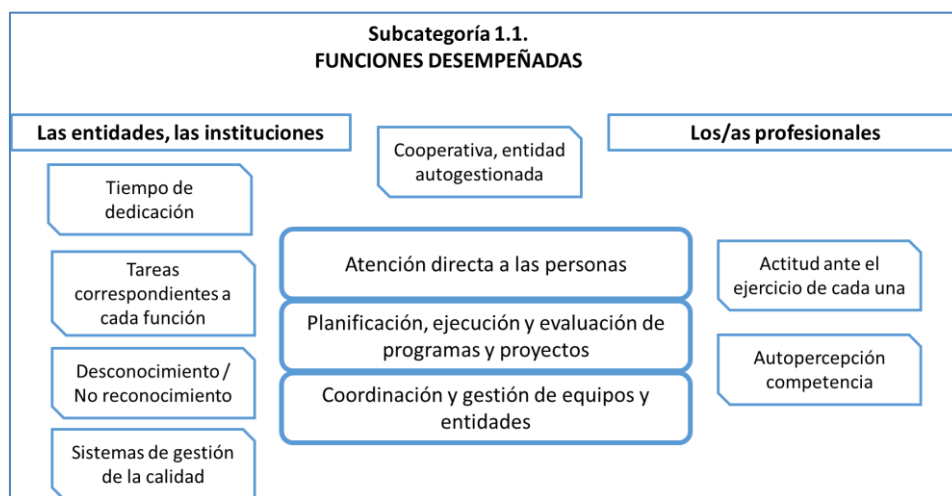 Subcategoría 1.1.
FUNCIONES DESEMPEÑADAS
Las entidades, las instituciones
Los/as profesionales
Cooperativa, entidad
autogestionada
Tiempo de
dedicación
Tareas
correspondientes a
cada función
Desconocimiento /
No reconocimiento
Sistemas de gestión
de la calidad
Atención directa a las personas
Planificación, ejecución y evaluación de
programas y proyectos
Coordinación y gestión de equipos y
entidades
Actitud ante el
ejercicio de cada una
Autopercepción
competencia